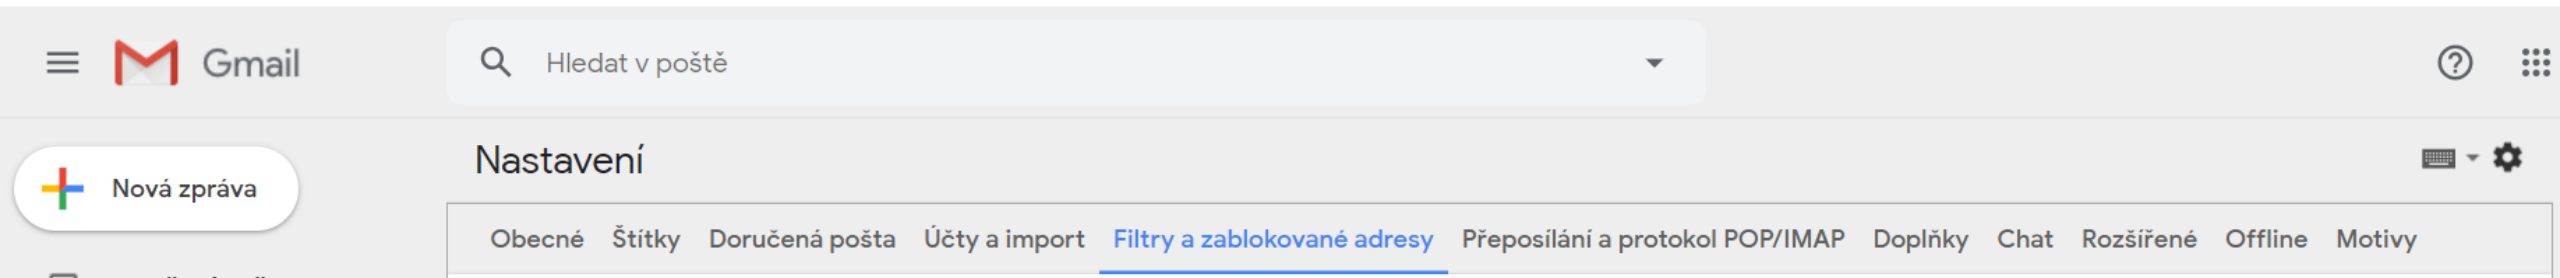 Gmail
Hledat v poště
Nastavení
Nová zpráva
Obecné Štítky Doručená pošta Účty a import Filtry a zablokované adresy Přeposílání a protokol POP/IMAP Doplňky Chat Rozšířené Offline Motivy